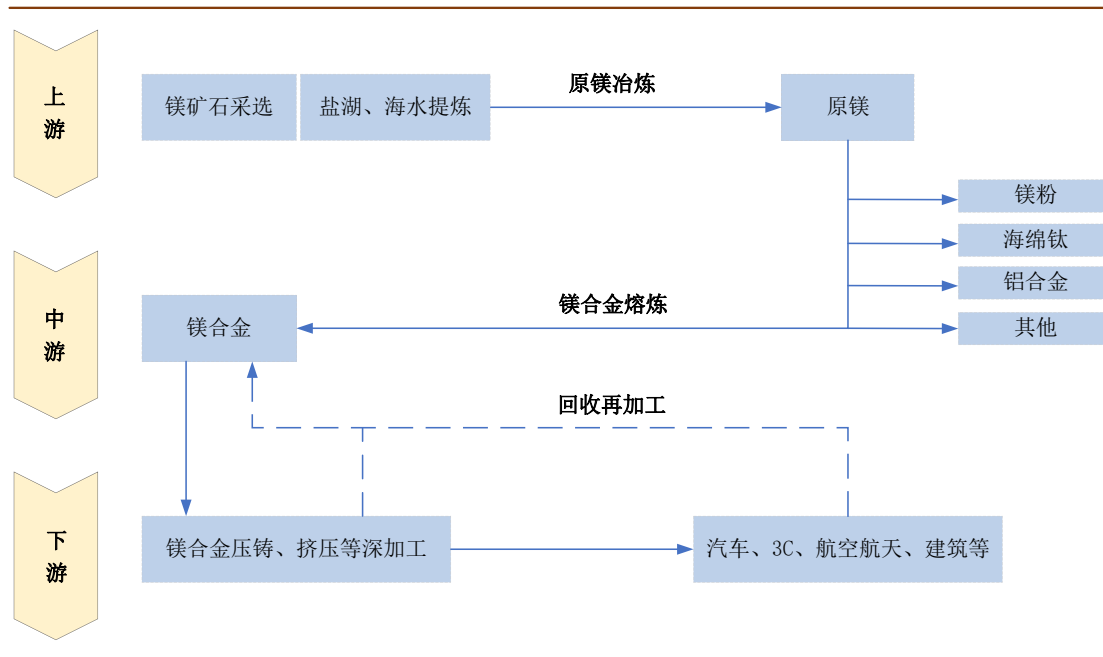 上游
镁矿石采选
盐湖、海水提炼
原镁冶炼
原镁
镁粉
海绵钛
铝合金
其他
中游
镁合金
镁合金熔炼
回收再加工
下游
镁合金压铸、挤压等深加工
汽车、3C、航空航天、建筑等